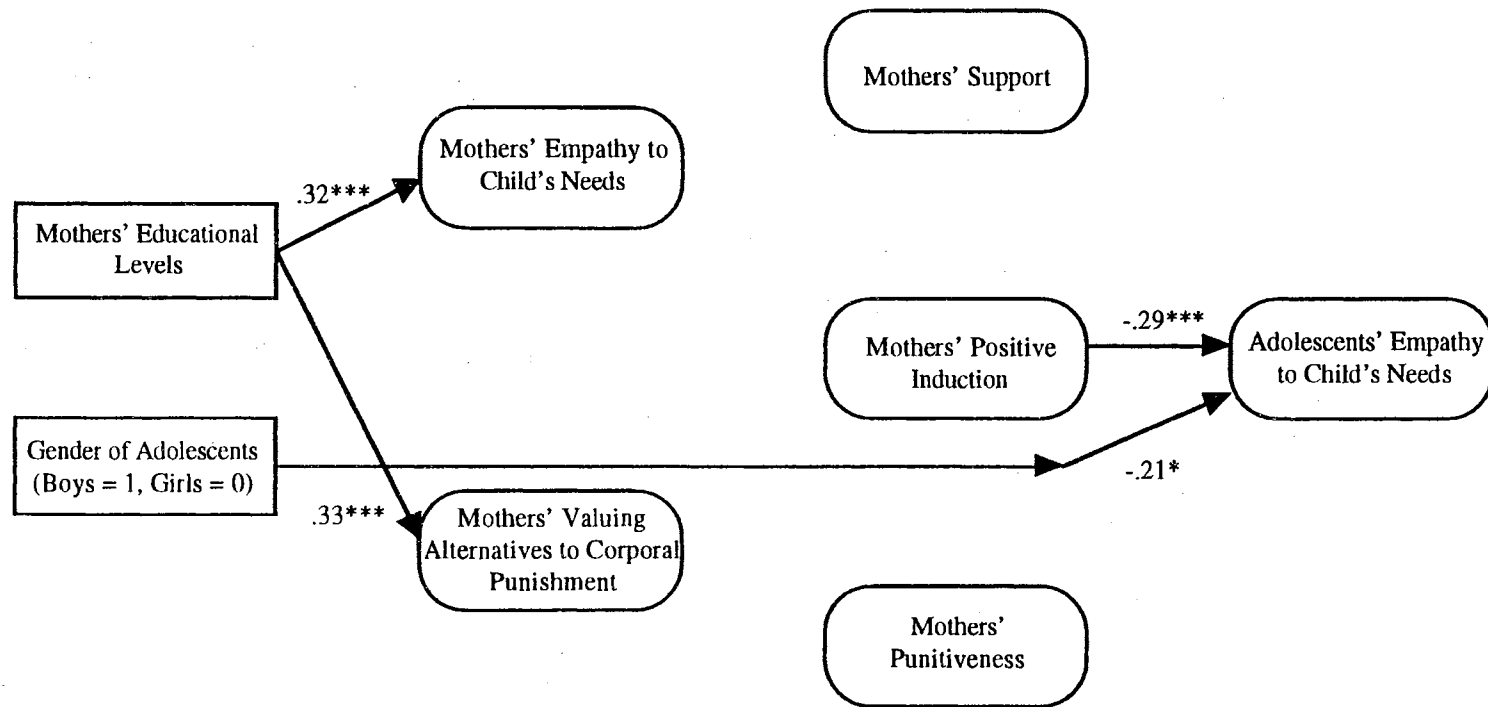 Mothers' Support
Mothers' Empathy to
Child's Needs
.32***
Mothers' Educational
Levels
-.29***
Mothers' Positive
Induction
Adolescents' Empathy
to Child's Needs
Gender of Adolescents
(Boys = 1, Girls = 0)
-.21*
.33***
Mothers' Valuing
Alternatives to Corporal
Punishment
Mothers'
Punitiveness